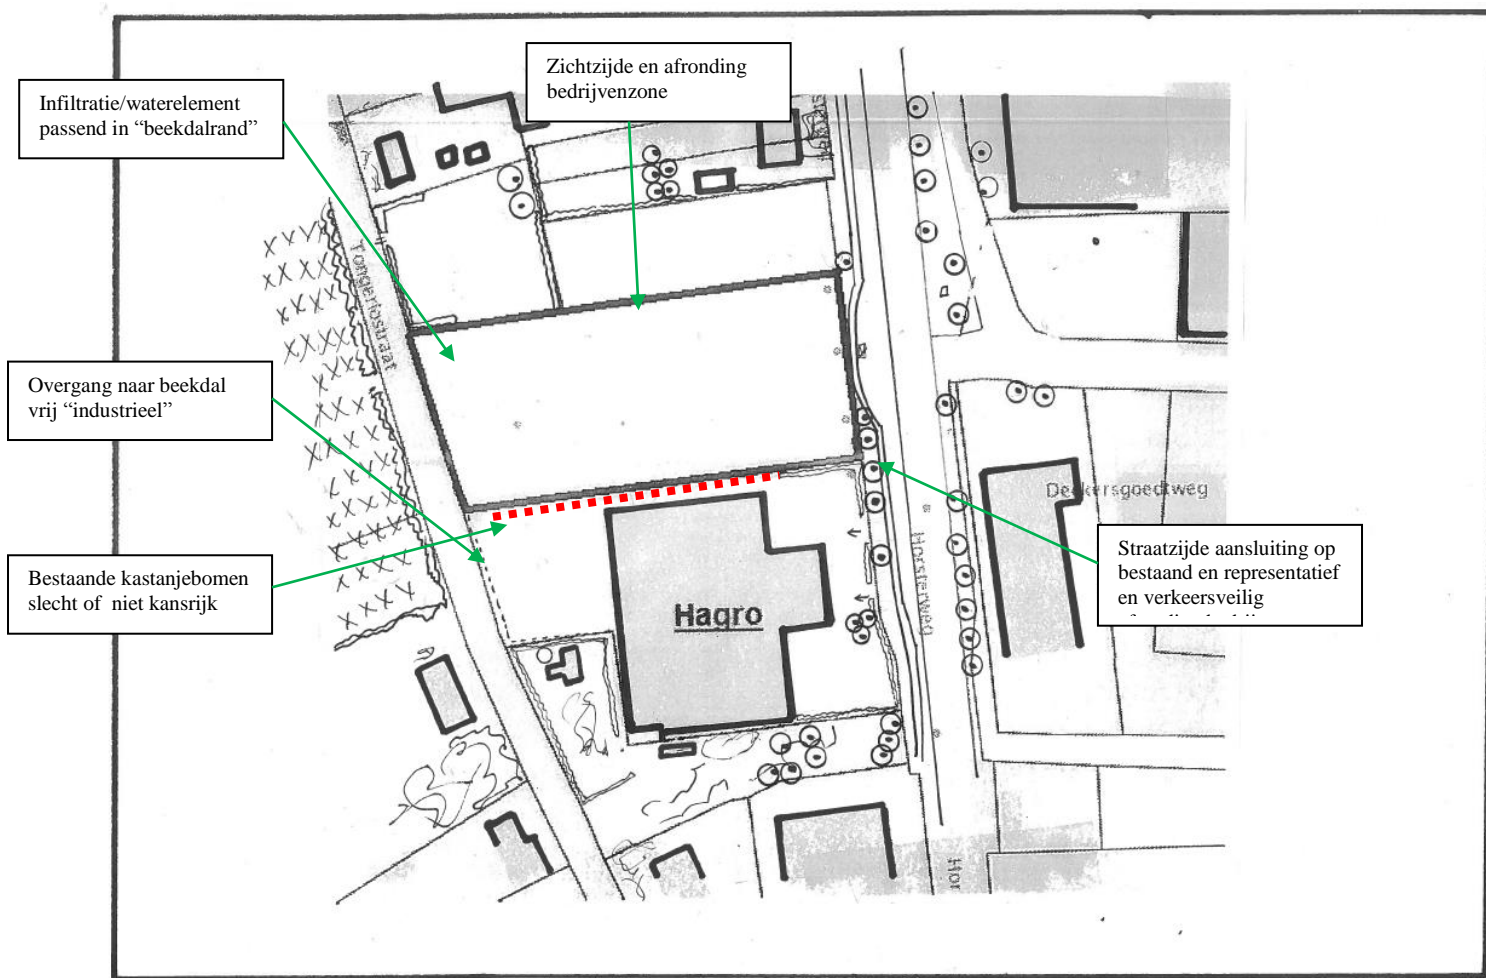 Zichtzijde en afronding
bedrijvenzone
Infiltratie/waterelement
passend in “beekdalrand”
Tongerlostraat
Overgang naar beekdal
vrij “industrieel”
Deckersgoedtweg
Straatzijde aansluiting op
bestaand en representatief
en verkeersveilig
Bestaande kastanjebomen
slecht of niet kansrijk
Hagro
Horsterweg
Hor